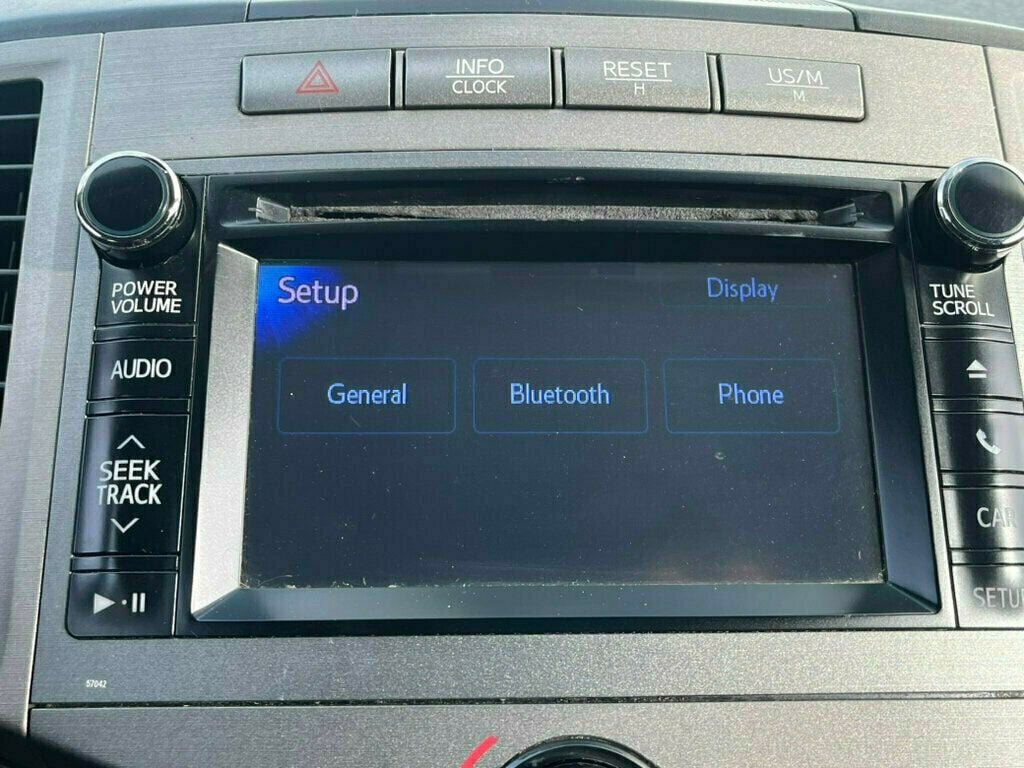 INFO
CLOCK
RESET
H
US/M
M
POWER
VOLUME
AUDIO
SEEK
TRACK
57042
Setup
Display
General
Bluetooth
Phone
TUNE
SCROLL
CAR
SETUP